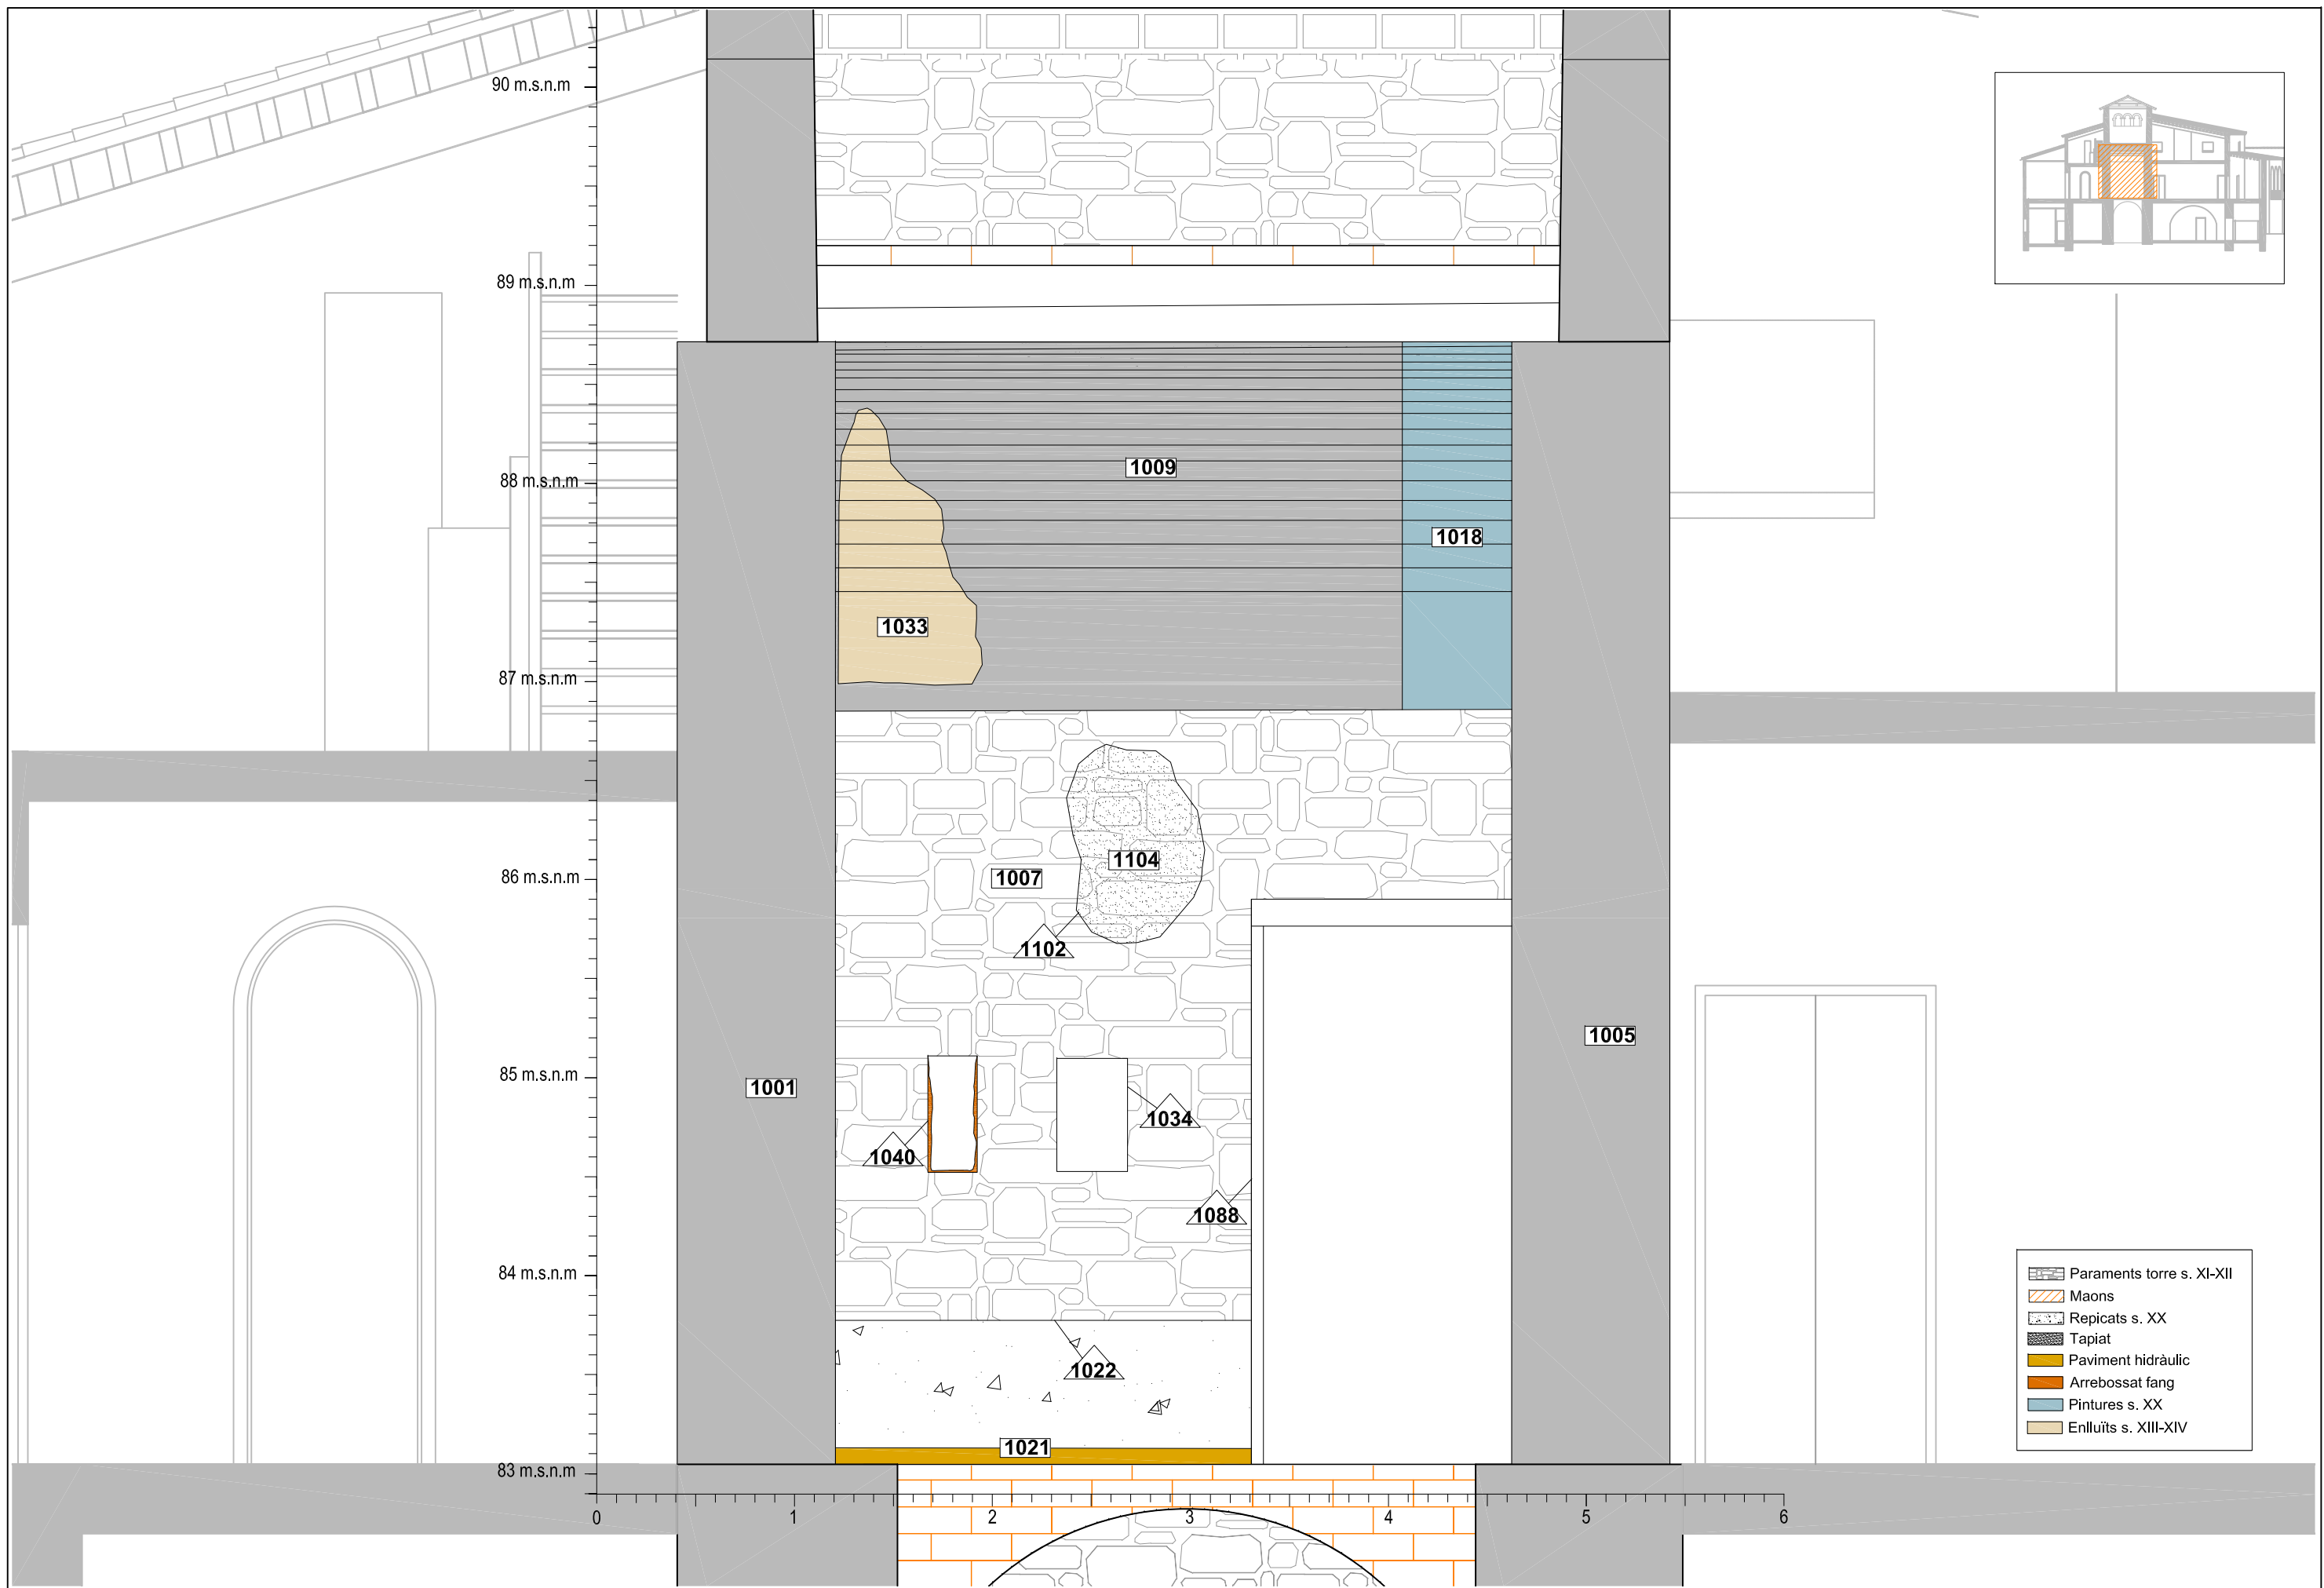 90 m.s.n.m
89 m.s.n.m
88 m.s.n.m
87 m.s.n.m
86 m.s.n.m
85 m.s.n.m
84 m.s.n.m
83 m.s.n.m
1009
1018
1033
1104
1007
1102
1005
1001
1034
1040
1088
1022
1021
0 1 2 3 4 5 6
Paraments torre s. XI-XII
Maons
Repicats s. XX
Tapiat
Paviment hidràulic
Arrebossat fang
Pintures s. XX
Enlluïts s. XIII-XIV